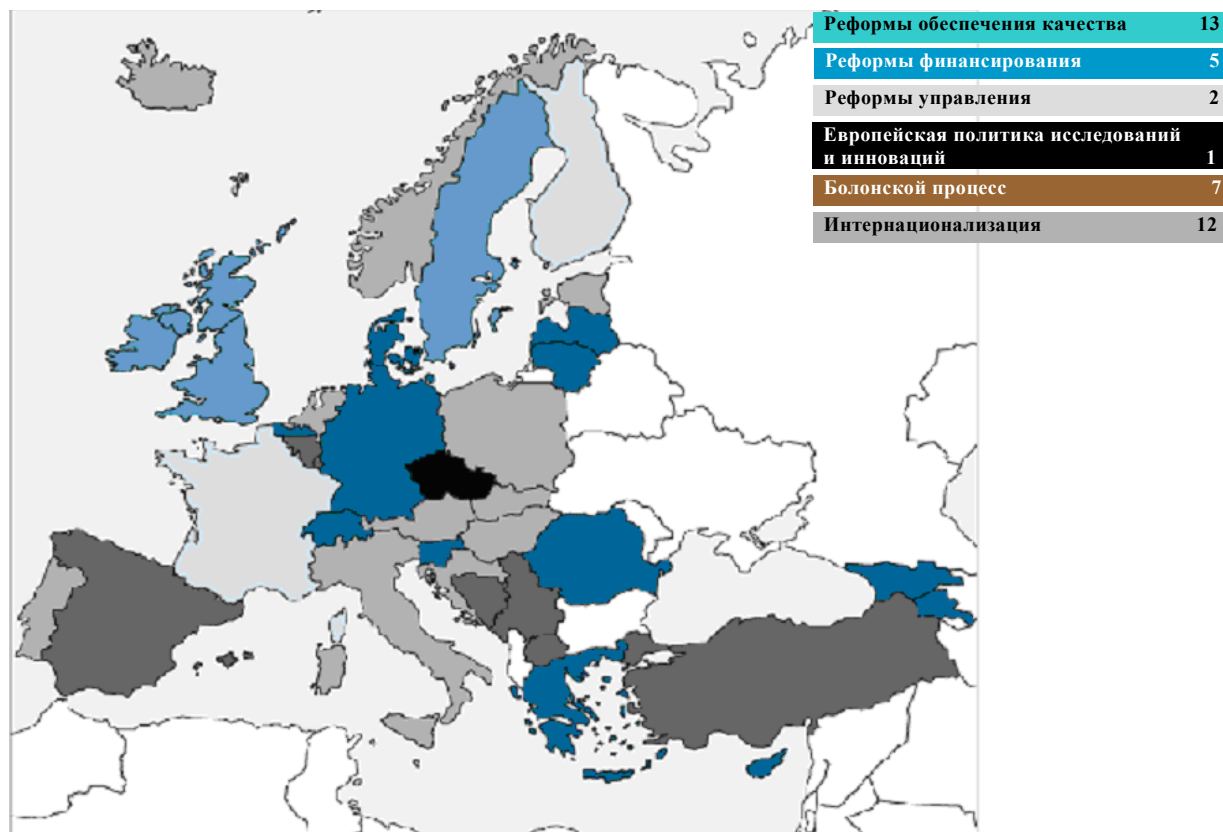 Реформы обеспечения качества 13
Реформы финансирования 5
Реформы управления 2
Европейская политика исследований
и инноваций 1
Болонской процесс 7
Интернационализация 12